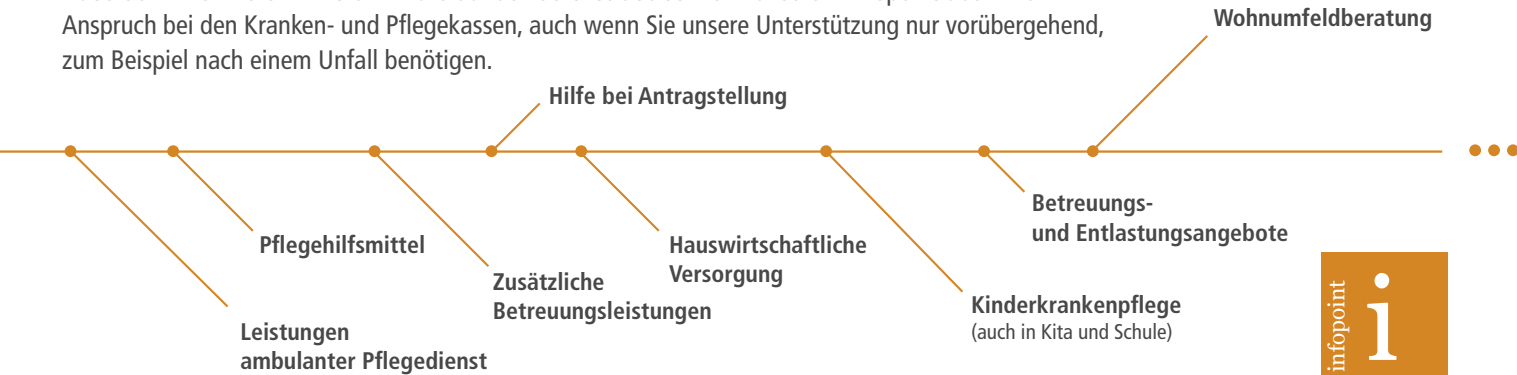 Anspruch bei den Kranken- und Pflegekassen, auch wenn Sie unsere Unterstützung nur vorübergehend,
zum Beispiel nach einem Unfall benötigen.
Wohnumfeldberatung
Hilfe bei Antragstellung
Pflegehilfsmittel
Leistungen
ambulanter Pflegedienst
Zusätzliche
Betreuungsleistungen
Hauswirtschaftliche
Versorgung
Kinderkrankenpflege
(auch in Kita und Schule)
Betreuungs-
und Entlastungsangebote
infopoint
i